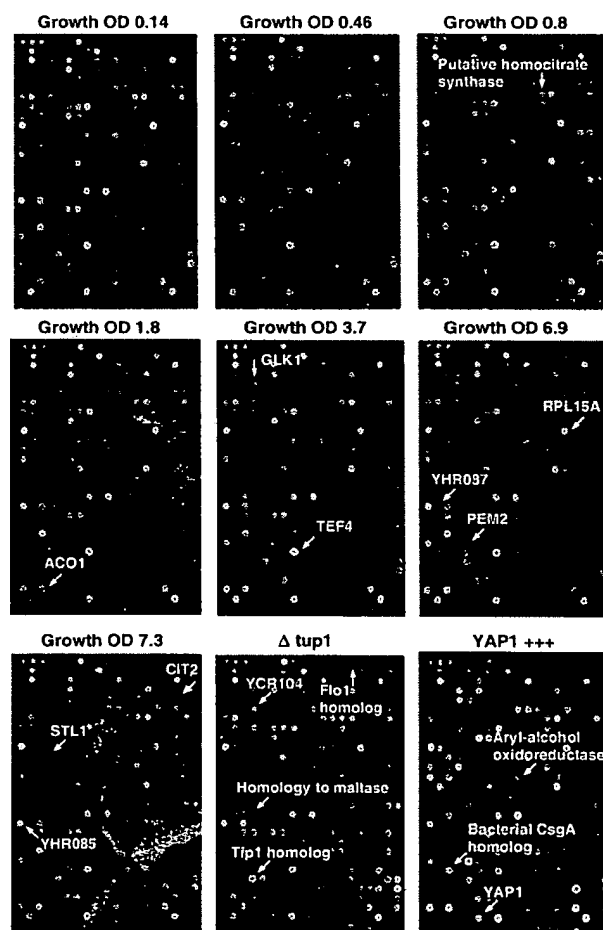 Growth OD 0.14
Growth OD 0.46
Growth OD 0.8
Putative homocitrate
synthase
Growth OD 1.8
Growth OD 3.7
Growth OD 6.9
GLK1
RPL15A
YHR087
PEM2
TEF4
ACO1
Growth OD 7.3
Δ tup1
YAP1 +++
CIT2
YCR104
Flo1
homolog
STL1
Aryl-alcohol
oxidoreductase
Homology to maltase
YHR085
Tip1 homolog
Bacterial CsgA
homolog
YAP1